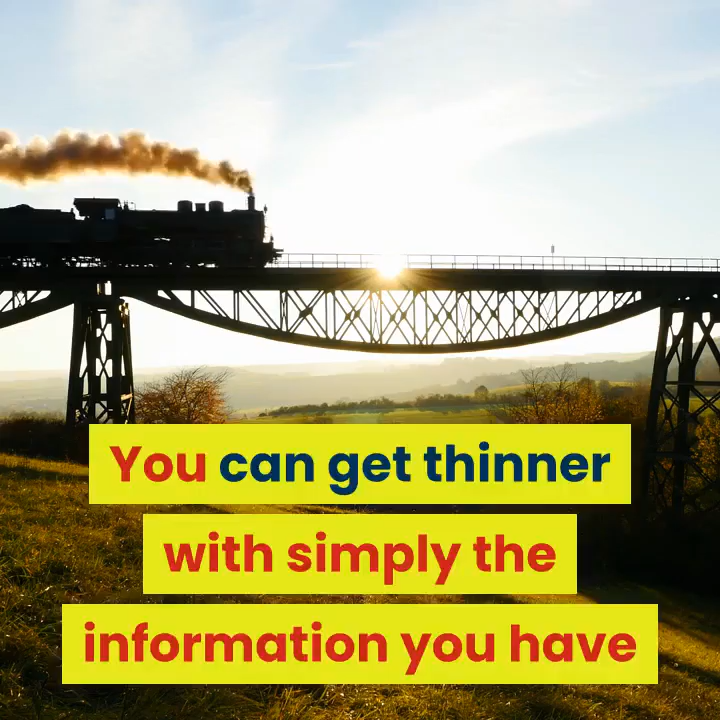 You can get thinner
with simply the
information you have